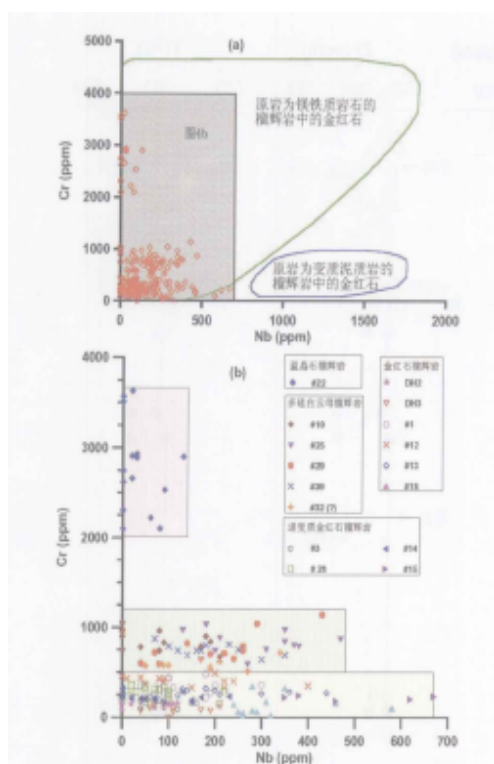 (a)
5000
4000
3000
2000
1000
0
Cr (ppm)
原岩为镁铁质岩石的
榴辉岩中的金红石
图4b
原岩为变质泥质岩的
榴辉岩中的金红石
0
500
1000
1500
2000
Nb (ppm)
(b)
4000
3000
2000
1000
0
Cr (ppm)
蓝晶石榴辉岩
#22
多硅白云母榴辉岩
#35
金红石榴辉岩
DH2
DH3
#1
#12
#13
退变质金红石榴辉岩
#14
#15
0
100
200
300
400
500
600
700
Nb (ppm)